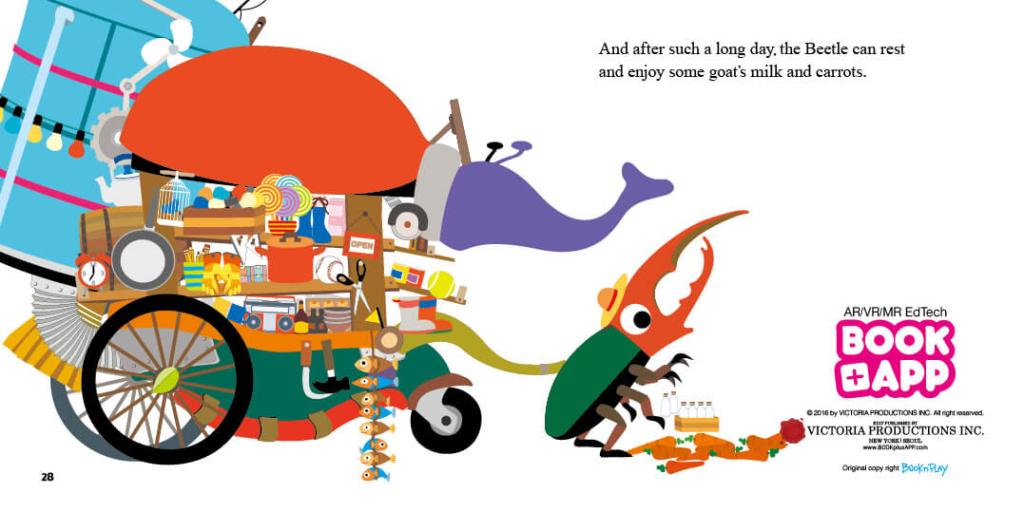 And after such a long day, the Beetle can rest
and enjoy some goat's milk and carrots.
OPEN
AR/VR/MR EdTech
BOOK
+APP
© 2016 by VICTORIA PRODUCTIONS INC. All right reserved.
VICTORIA PRODUCTIONS INC.
NEW YORK/ SEOUL
www.BOOKplusAPP.com
Original copy right Book'n'Play
28